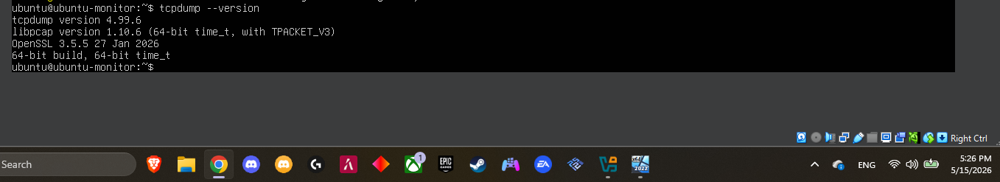 ubuntu@ubuntu-monitor:~$ tcpdump --version
tcpdump version 4.99.6
libpcap version 1.10.6 (64-bit time_t, with TPACKET_V3)
OpenSSL 3.5.5 27 Jan 2026
64-bit build, 64-bit time_t
ubuntu@ubuntu-monitor:~$
Right Ctrl
Search
1
EPIC
GAMES
EA
x64
2022
ENG
5:26 PM
5/15/2026